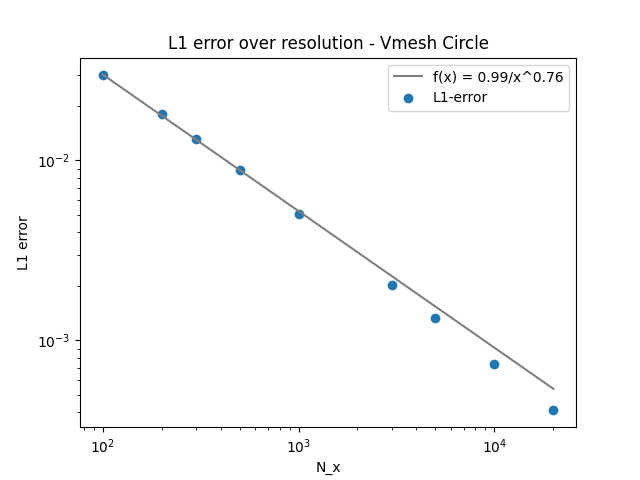 L1 error over resolution - Vmesh Circle
f(x) = 0.99/x^0.76
L1-error
10^-2
10^-3
L1 error
10^2
10^3
10^4
N_x